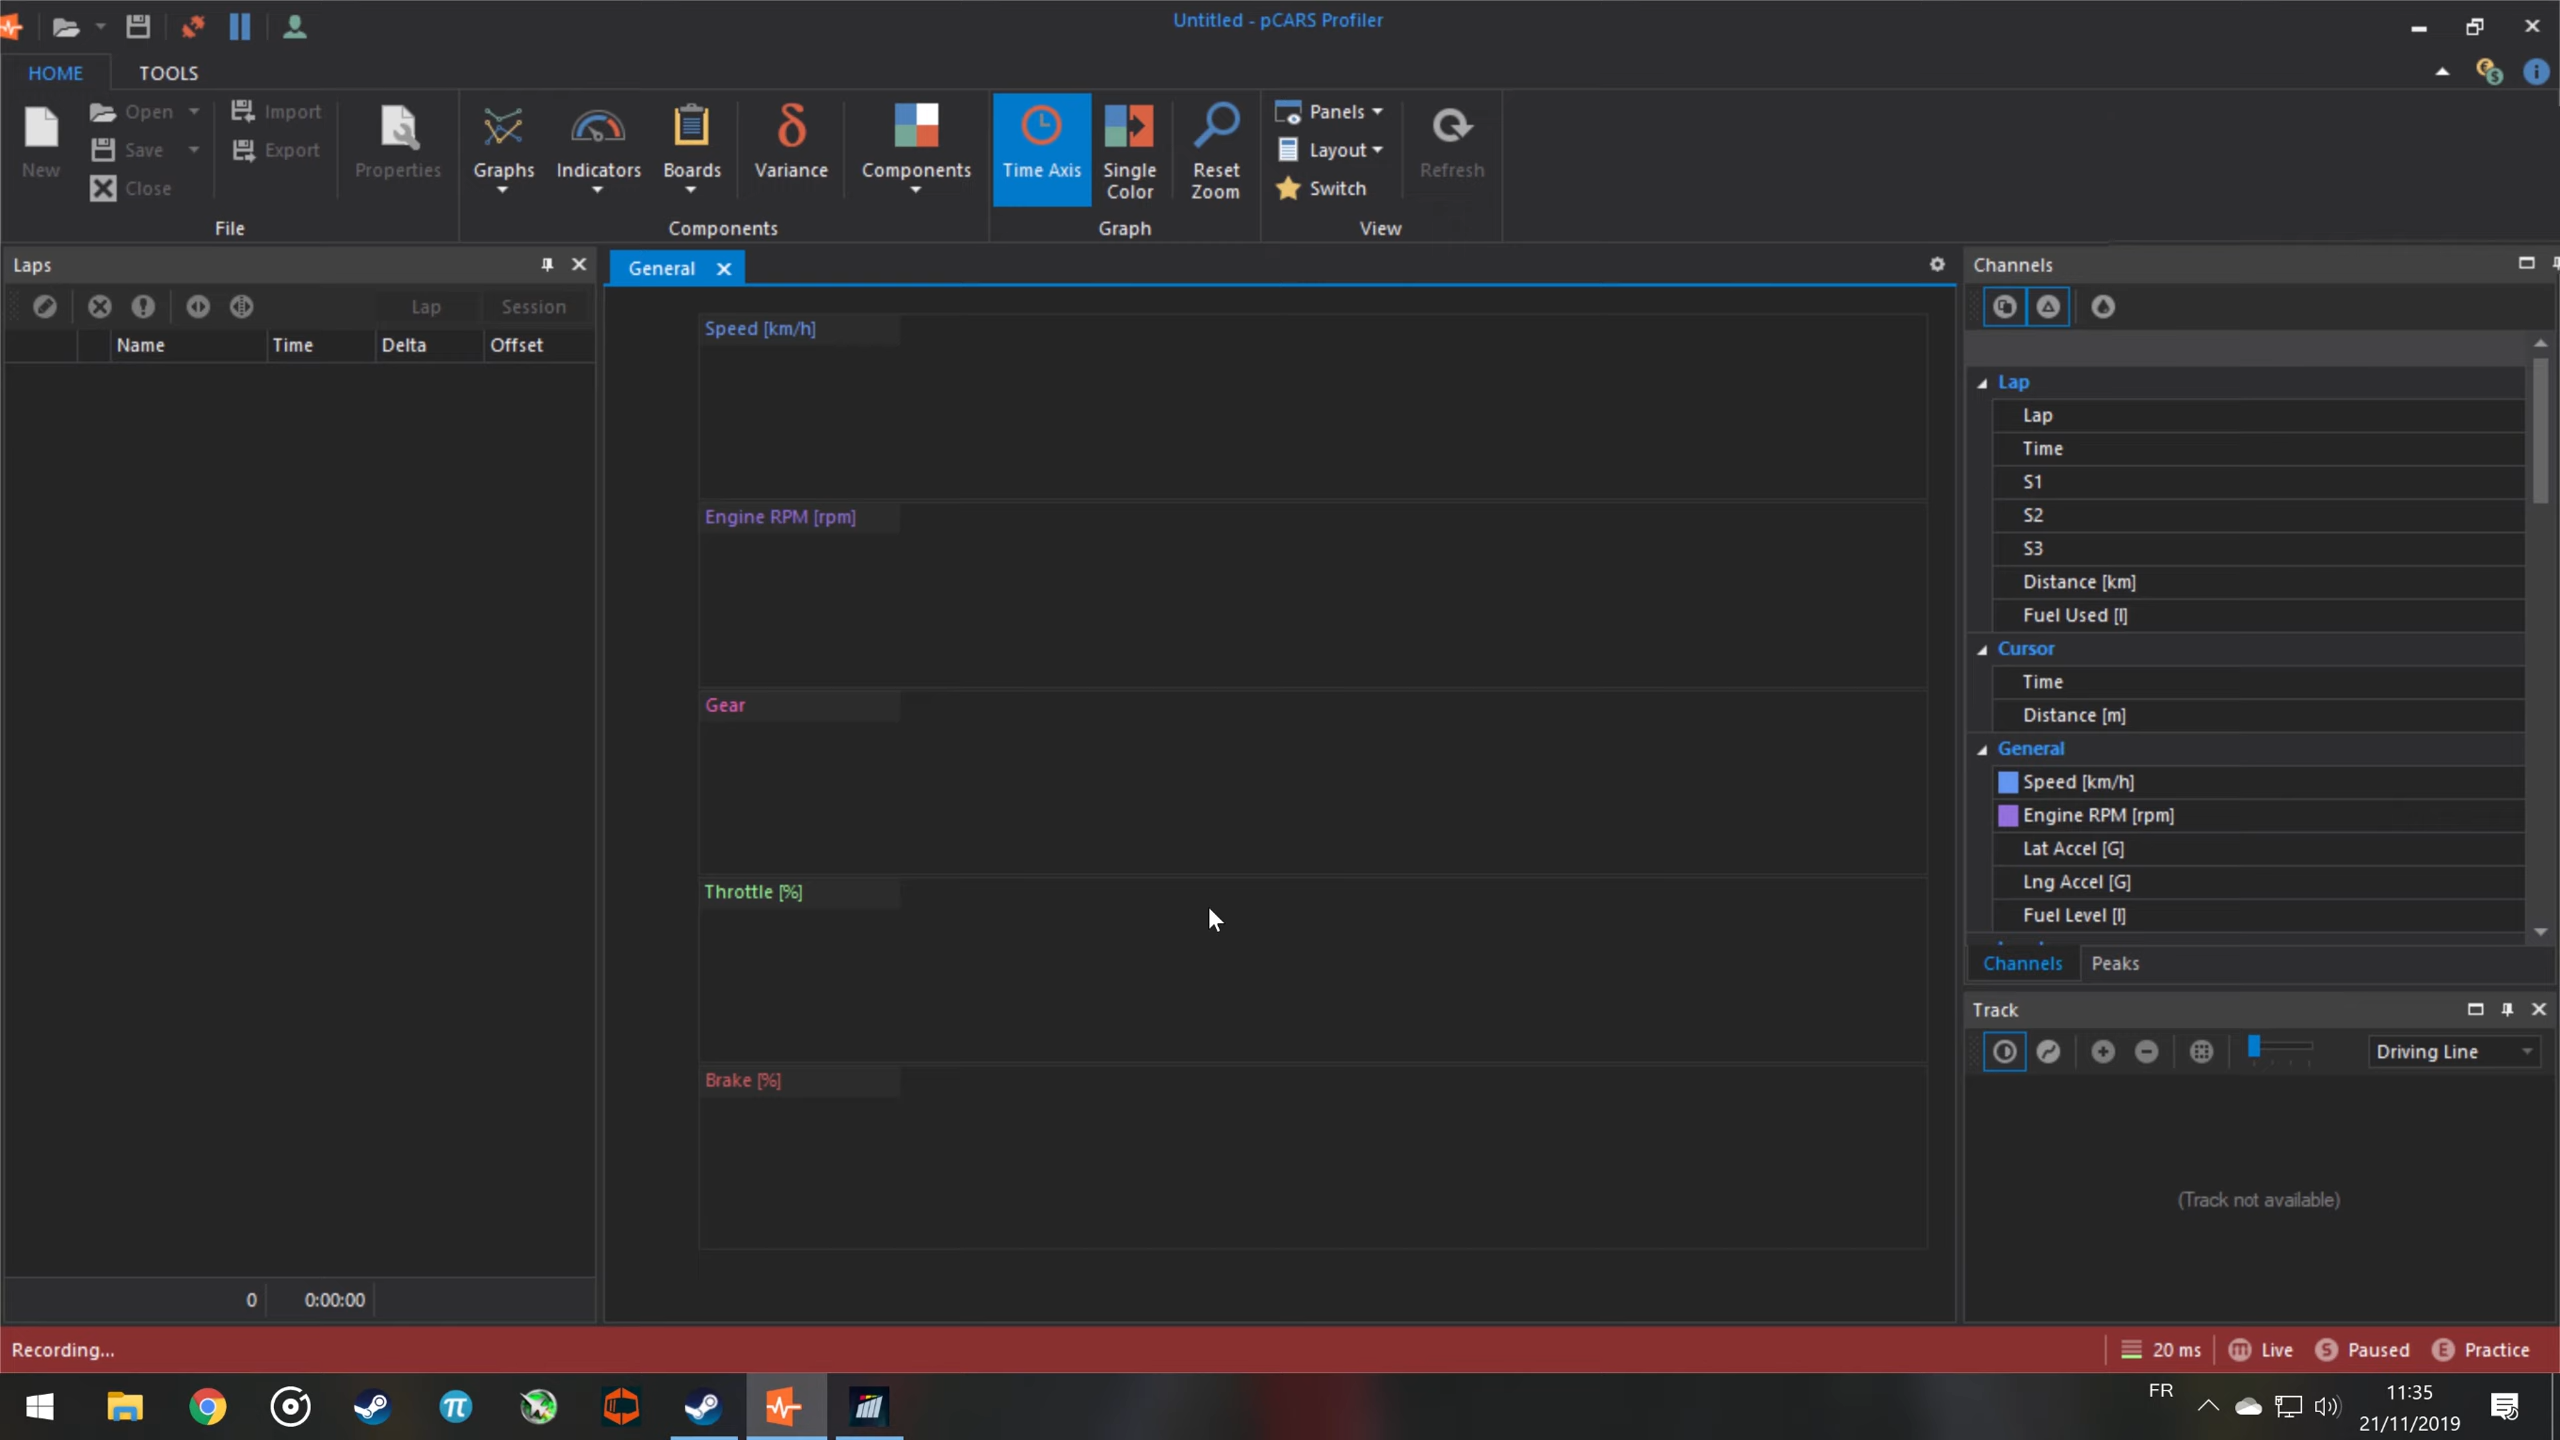 Untitled - pCARS Profiler
HOME TOOLS
New
Open
Save
Close
Import
Export
Properties
File
Graphs
Indicators
Boards
Variance
Components
Components
Time Axis
Single
Color
Reset
Zoom
Graph
Panels
Layout
Switch
View
Refresh
Laps
Lap Session
Name Time Delta Offset
0 0:00:00
General
Speed [km/h]
Engine RPM [rpm]
Gear
Throttle [%]
Brake [%]
Channels
Lap
Lap
Time
S1
S2
S3
Distance [km]
Fuel Used [l]
Cursor
Time
Distance [m]
General
Speed [km/h]
Engine RPM [rpm]
Lat Accel [G]
Lng Accel [G]
Fuel Level [l]
Channels Peaks
Track
Driving Line
(Track not available)
Recording...
20 ms Live Paused Practice
FR
11:35
21/11/2019